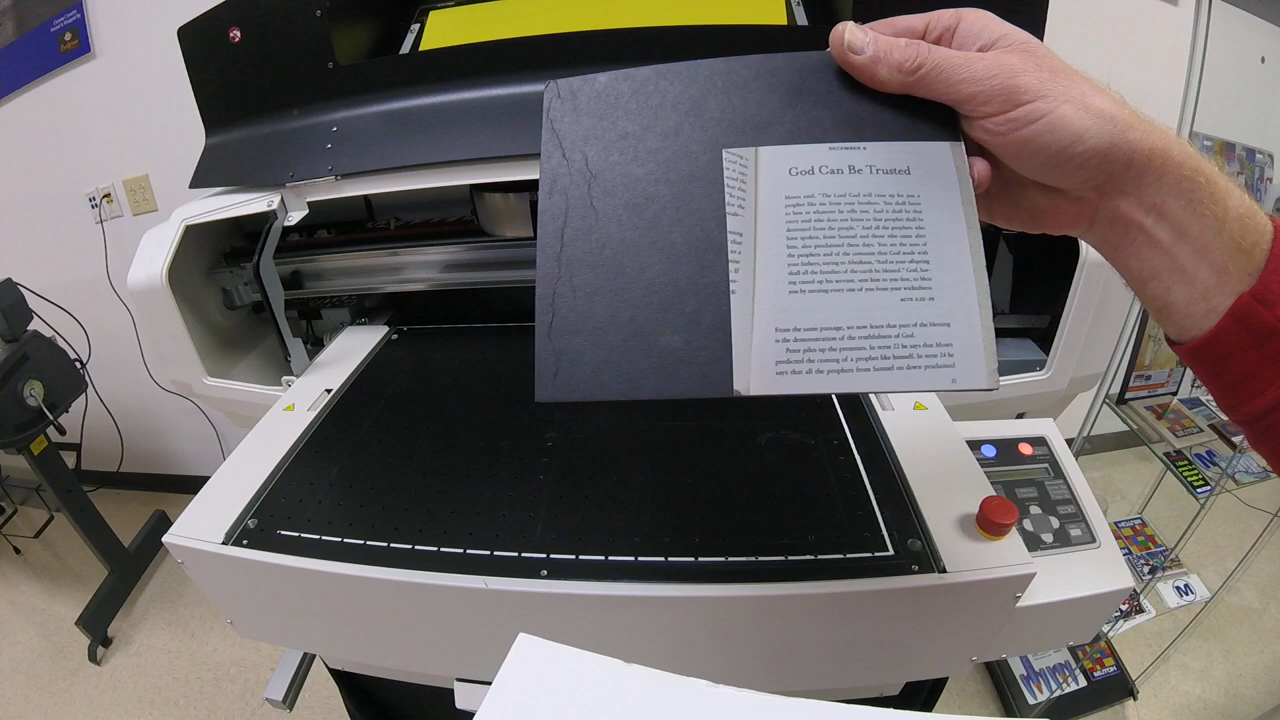 DECEMBER 6
God Can Be Trusted
Moses said, "The Lord God will raise up for you a
prophet like me from your brothers. You shall listen
to him in whatever he tells you. And it shall be that
every soul who does not listen to that prophet shall be
destroyed from the people." And all the prophets who
have spoken, from Samuel and those who came after
him, also proclaimed these days. You are the sons of
the prophets and of the covenant that God made with
your fathers, saying to Abraham, "And in your offspring
shall all the families of the earth be blessed." God, hav-
ing raised up his servant, sent him to you first, to bless
you by turning every one of you from your wickedness.
ACTS 3:22-26
From the same passage, we now learn that part of the blessing
is the demonstration of the truthfulness of God.
Peter piles up the promises. In verse 22 he says that Moses
predicted the coming of a prophet like himself. In verse 24 he
says that all the prophets from Samuel on down proclaimed
21
MUTOH
M
MUTOH